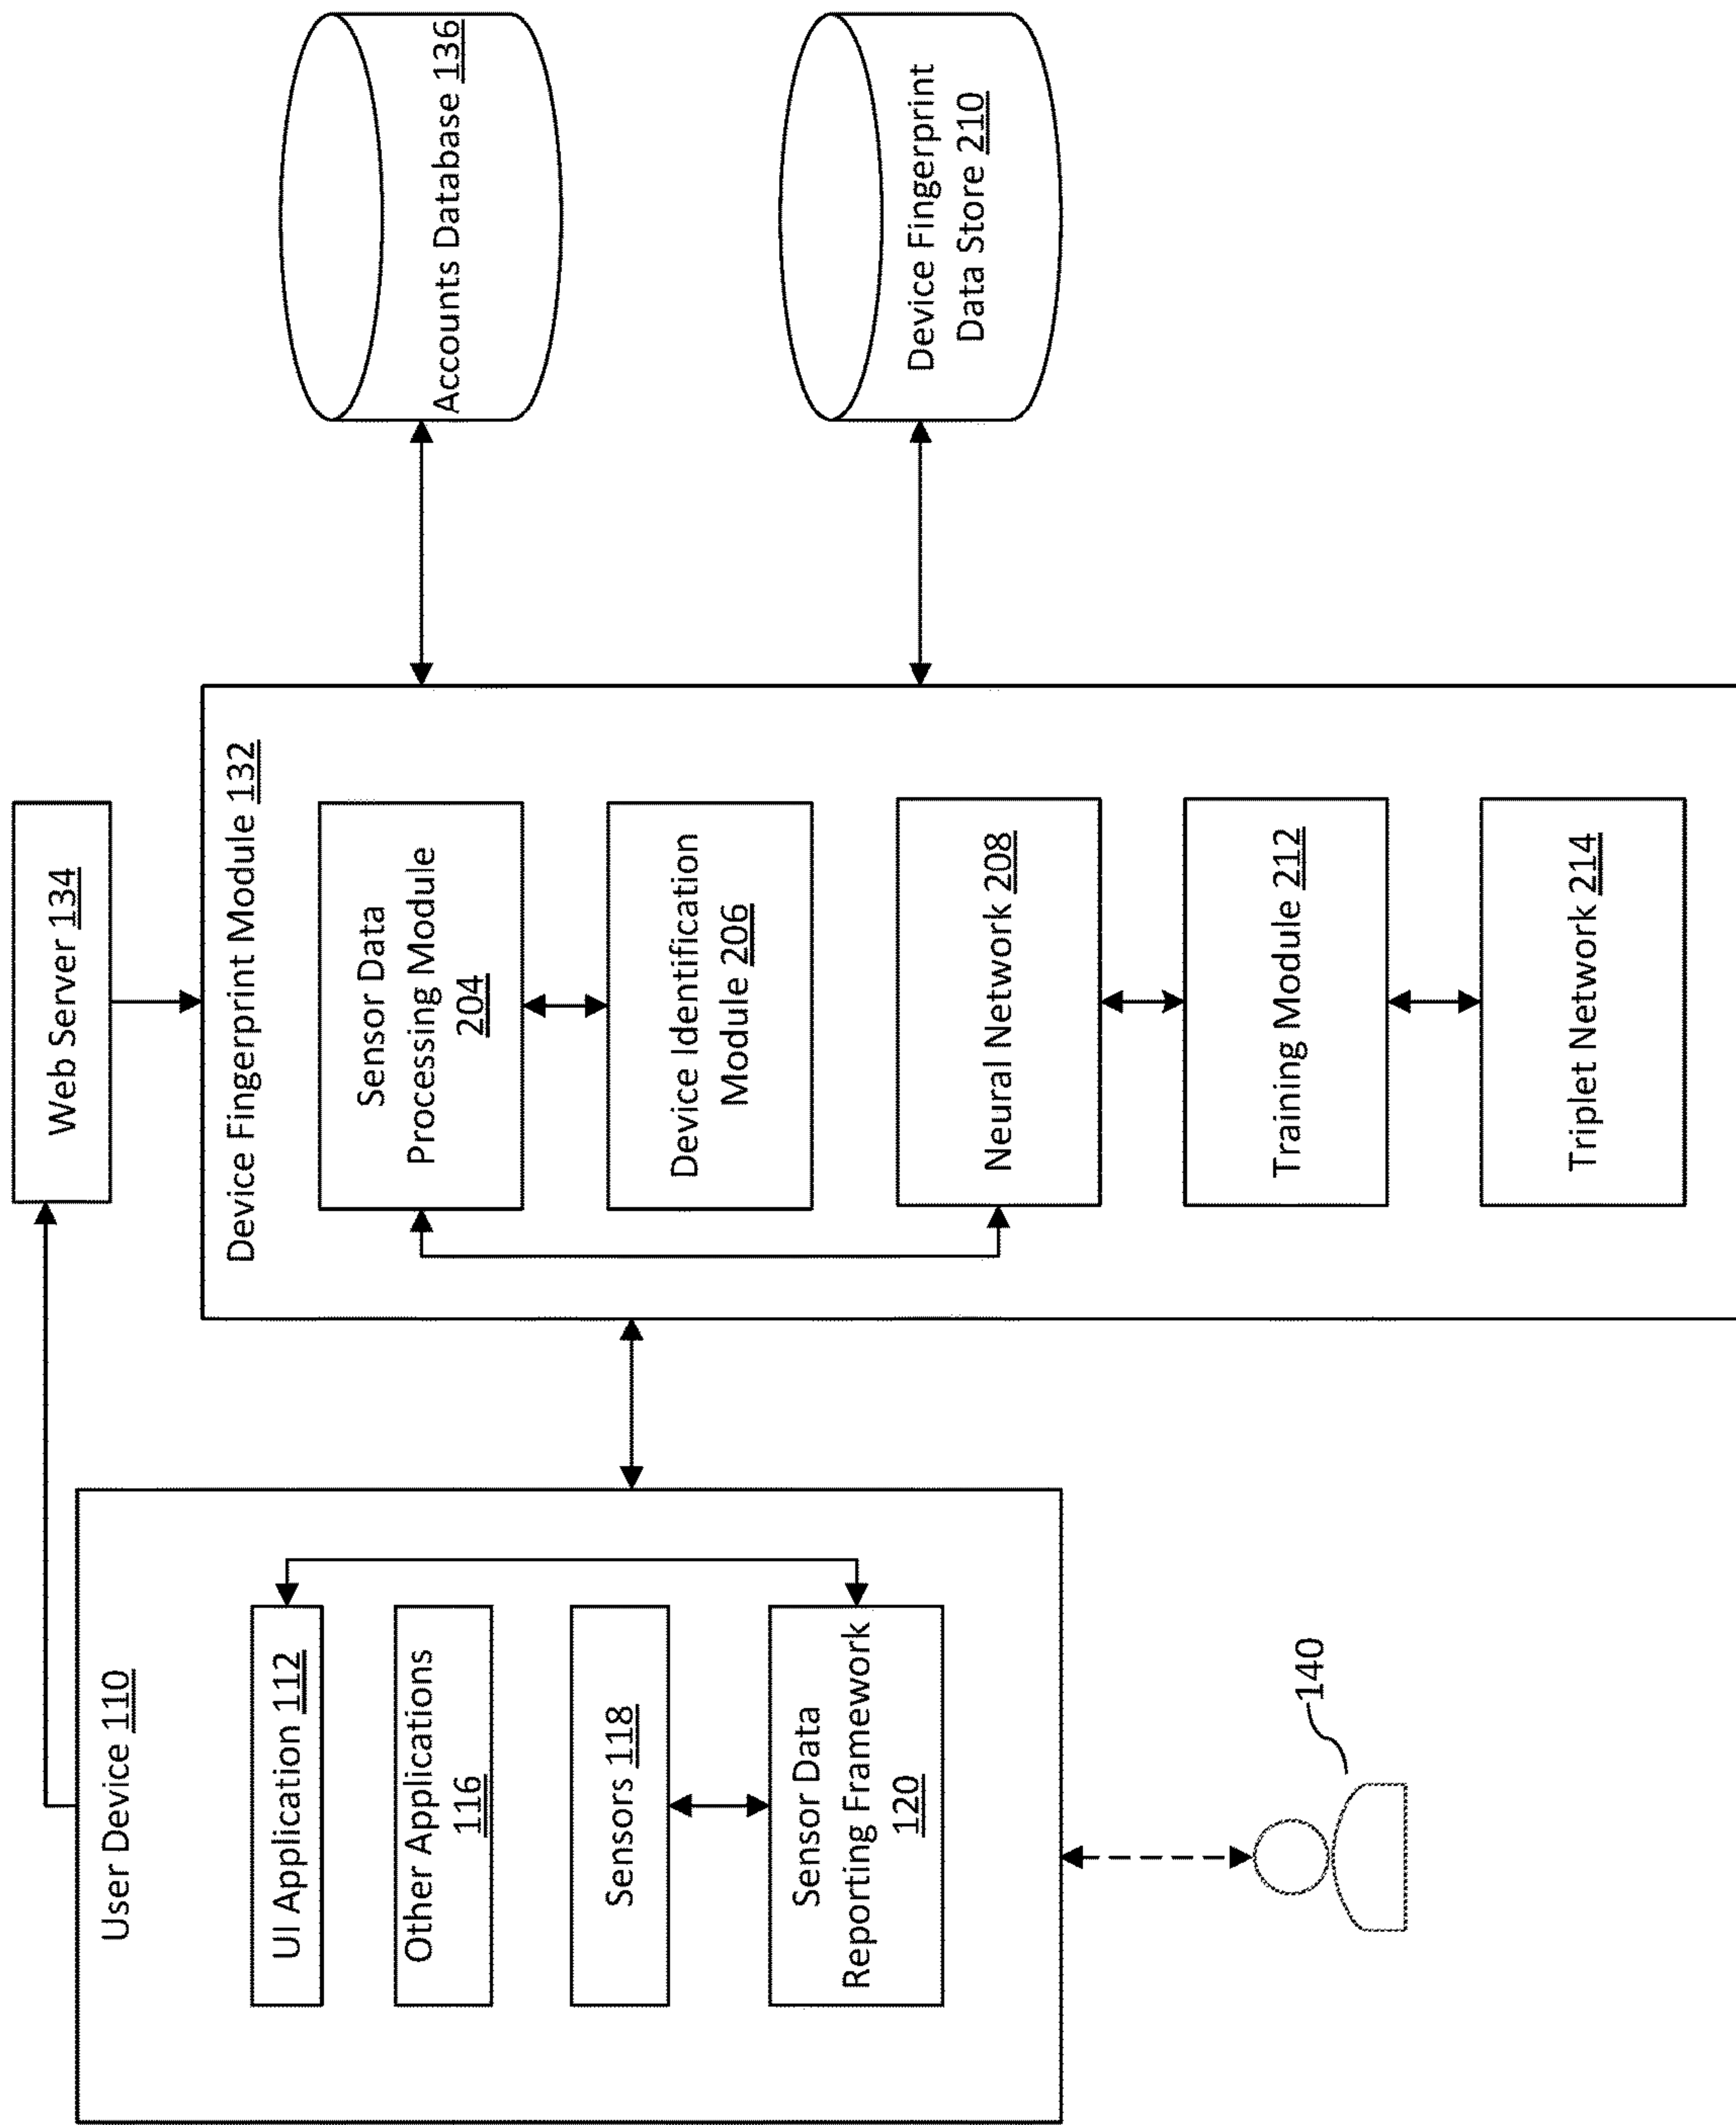 User Device 110
UI Application 112
Other Applications
116
Sensors 118
Sensor Data
Reporting Framework
120
140
Web Server 134
Device Fingerprint Module 132
Sensor Data
Processing Module
204
Device Identification
Module 206
Neural Network 208
Training Module 212
Triplet Network 214
Accounts Database 136
Device Fingerprint
Data Store 210